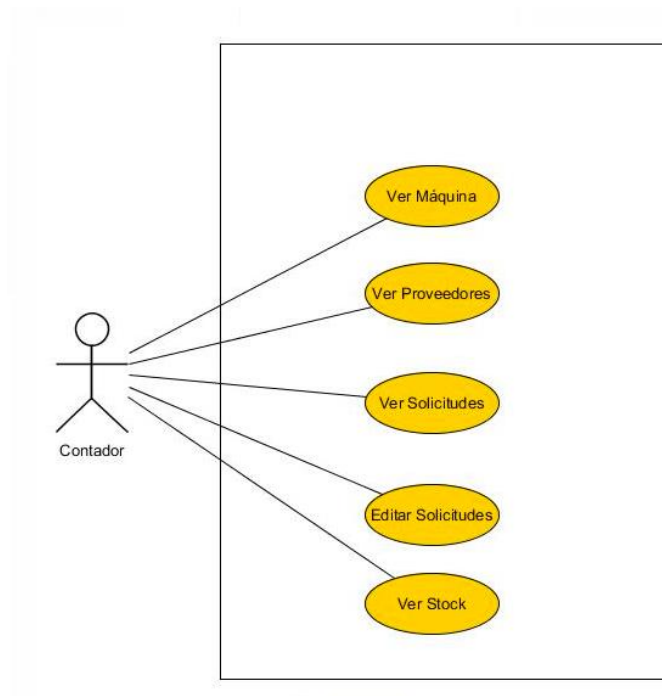 Ver Máquina
Ver Proveedores
Ver Solicitudes
Contador
Editar Solicitudes
Ver Stock